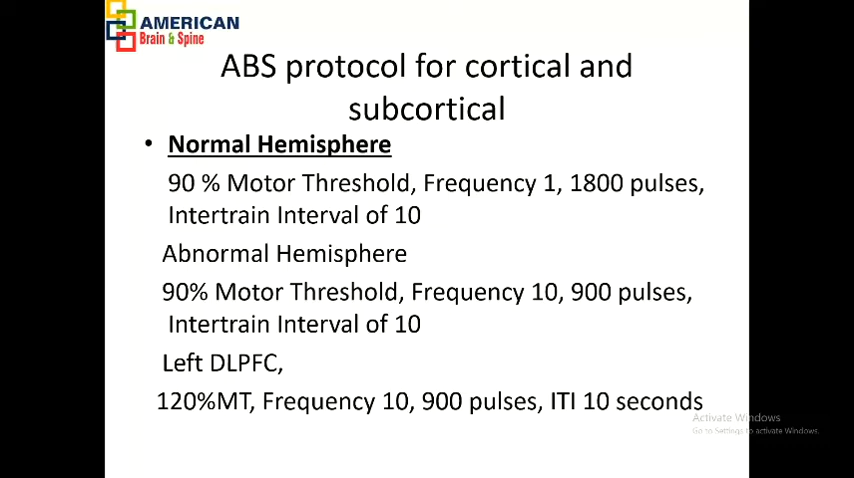 AMERICAN
Brain & Spine
ABS protocol for cortical and
subcortical
• Normal Hemisphere
90 % Motor Threshold, Frequency 1, 1800 pulses,
Intertrain Interval of 10
Abnormal Hemisphere
90% Motor Threshold, Frequency 10, 900 pulses,
Intertrain Interval of 10
Left DLPFC,
120%MT, Frequency 10, 900 pulses, ITI 10 seconds
Activate Windows
Go to Settings to activate Windows.